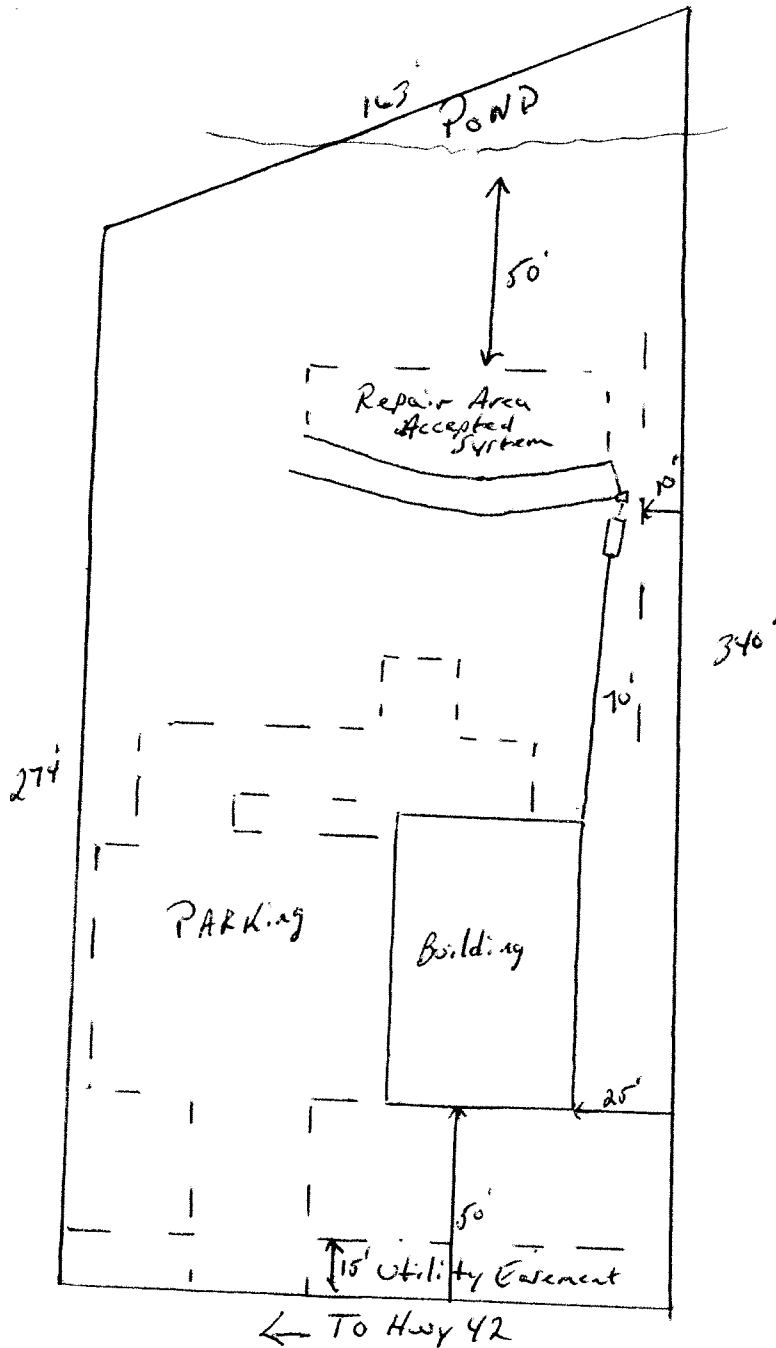 163'
POND
50'
Repair Area
Accepted
System
10'
340'
70'
274'
PARKing
Building
25'
50'
15' Utility Easement
← To Hwy 42